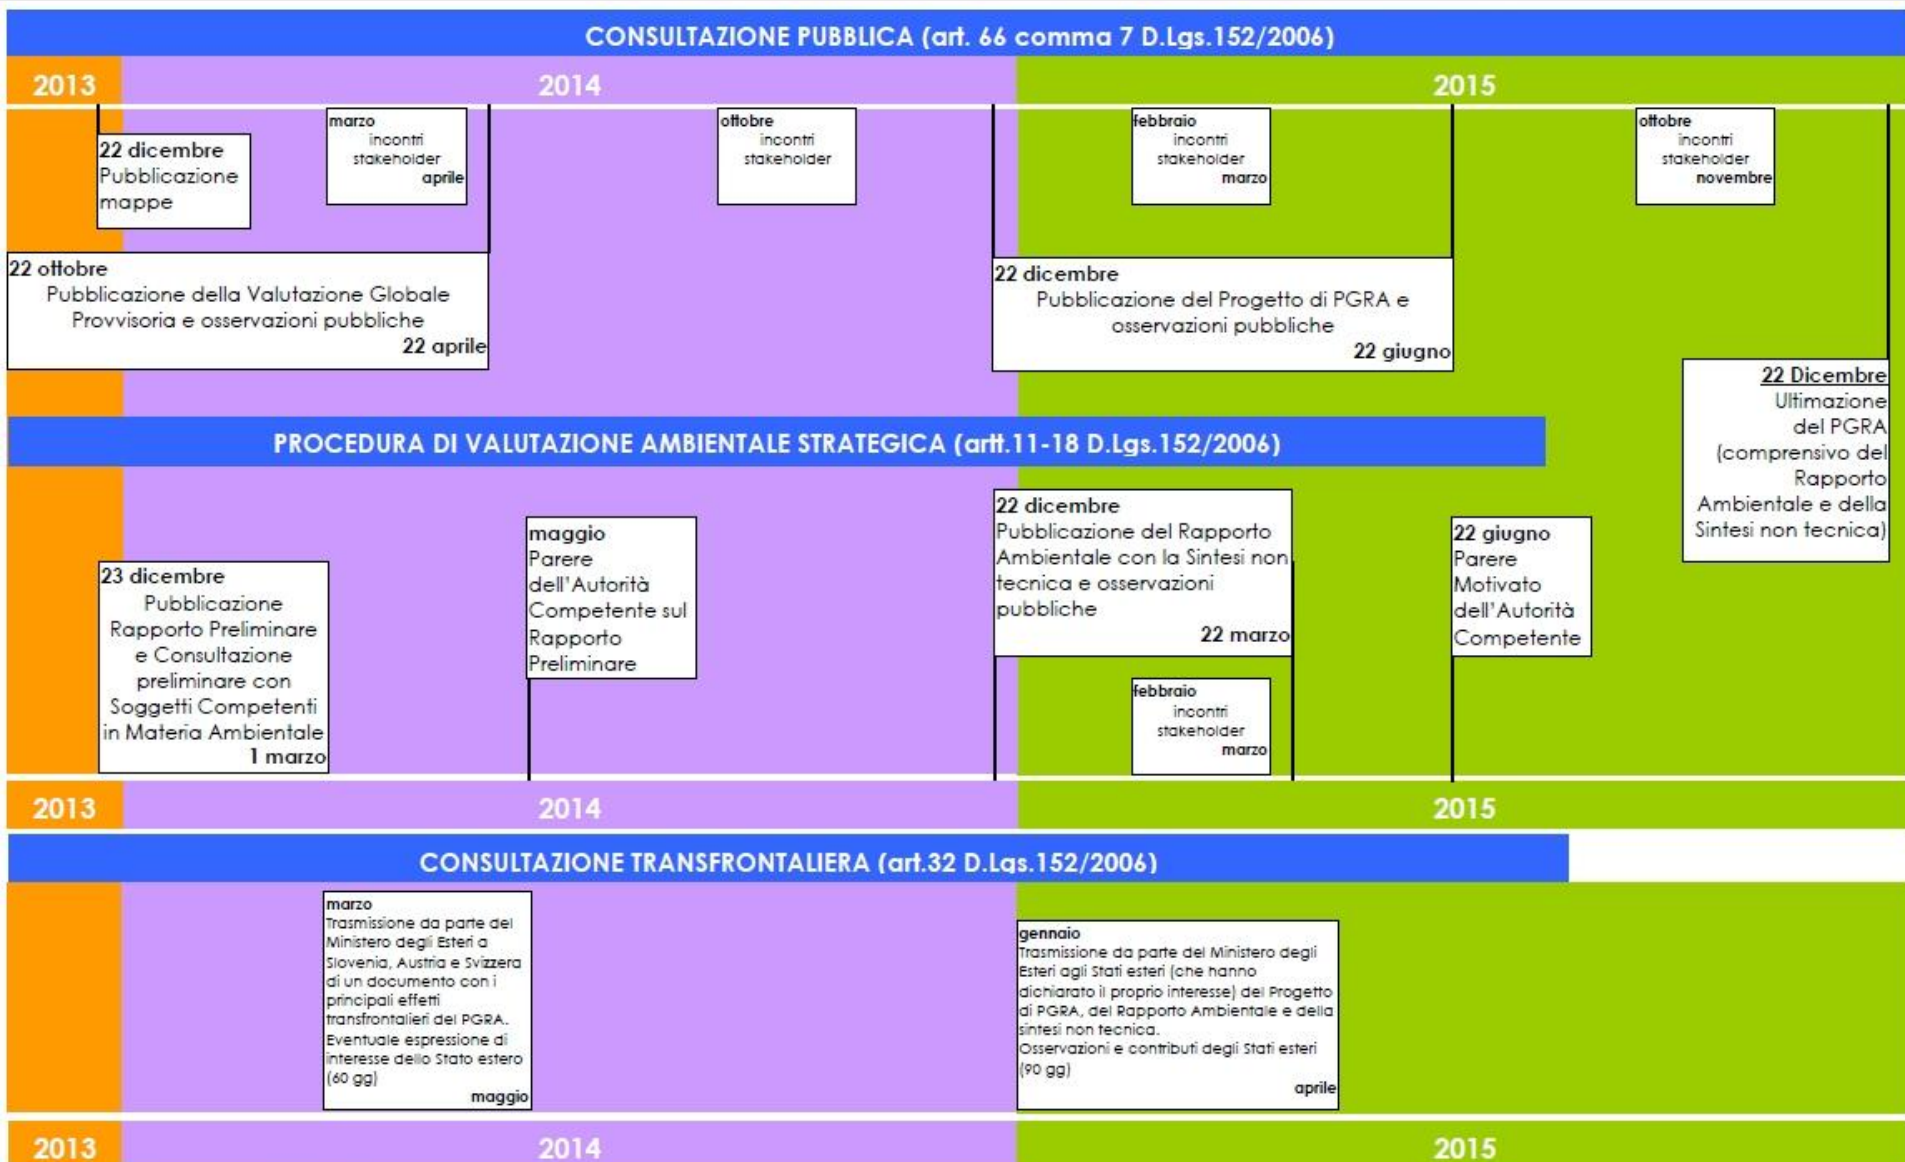 CONSULTAZIONE PUBBLICA (art. 66 comma 7 D.Lgs.152/2006)
2013
2014
2015
22 dicembre
Pubblicazione
mappe
marzo
incontri
stakeholder
aprile
ottobre
incontri
stakeholder
febbraio
incontri
stakeholder
marzo
ottobre
incontri
stakeholder
novembre
22 ottobre
Pubblicazione della Valutazione Globale
Provvisoria e osservazioni pubbliche
22 aprile
22 dicembre
Pubblicazione del Progetto di PGRA e
osservazioni pubbliche
22 giugno
22 Dicembre
Ultimazione
del PGRA
(comprensivo del
Rapporto
Ambientale e della
Sintesi non tecnica)
PROCEDURA DI VALUTAZIONE AMBIENTALE STRATEGICA (artt.11-18 D.Lgs.152/2006)
23 dicembre
Pubblicazione
Rapporto Preliminare
e Consultazione
preliminare con
Soggetti Competenti
in Materia Ambientale
1 marzo
maggio
Parere
dell'Autorità
Competente sul
Rapporto
Preliminare
22 dicembre
Pubblicazione del Rapporto
Ambientale con la Sintesi non
tecnica e osservazioni
pubbliche
22 marzo
febbraio
incontri
stakeholder
marzo
22 giugno
Parere
Motivato
dell'Autorità
Competente
2013
2014
2015
CONSULTAZIONE TRANSFRONTALIERA (art.32 D.Lgs.152/2006)
marzo
Trasmissione da parte del
Ministero degli Esteri a
Slovenia, Austria e Svizzera
di un documento con i
principali effetti
transfrontalieri del PGRA.
Eventuale espressione di
interesse dello Stato estero
(60 gg)
maggio
gennaio
Trasmissione da parte del Ministero degli
Esteri agli Stati esteri (che hanno
dichiarato il proprio interesse) del Progetto
di PGRA, del Rapporto Ambientale e della
sintesi non tecnica.
Osservazioni e contributi degli Stati esteri
(90 gg)
aprile
2013
2014
2015